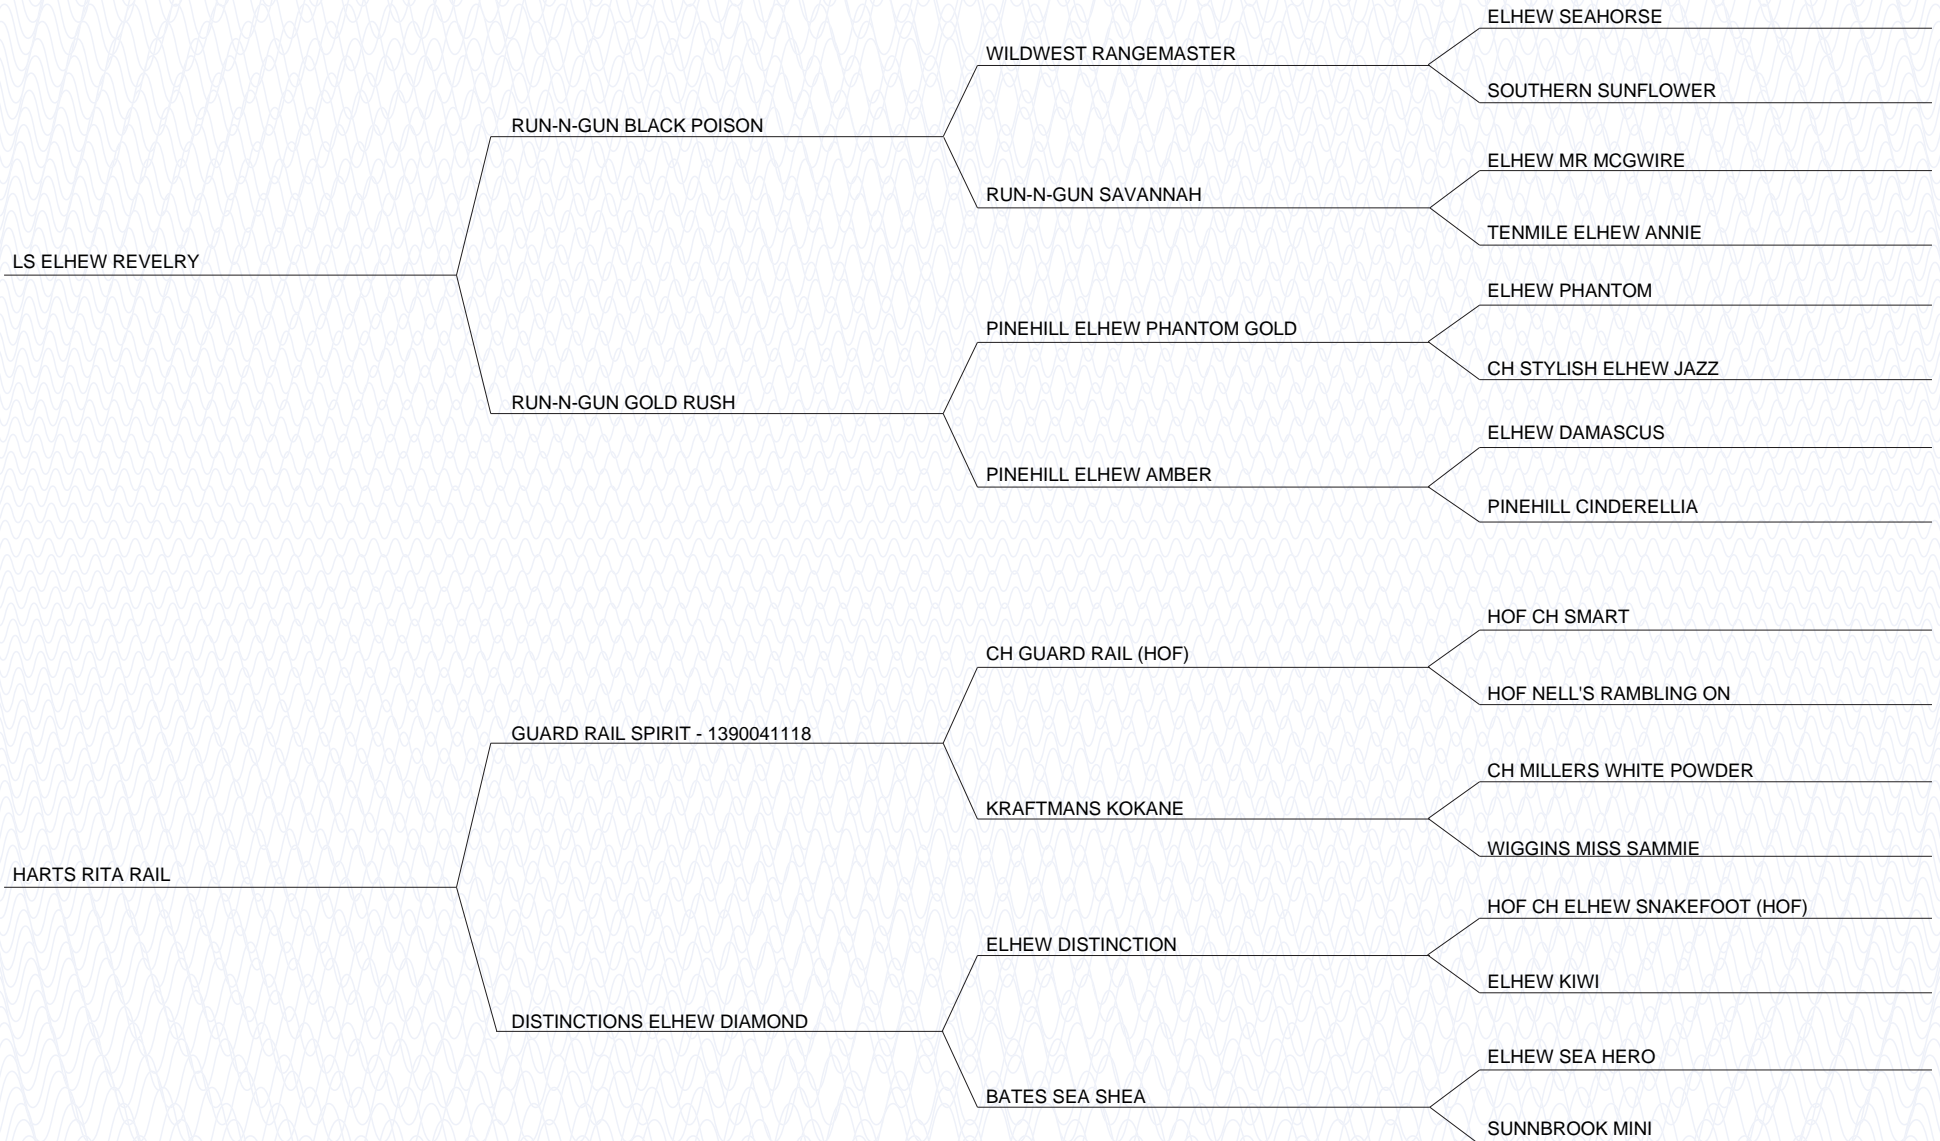 ELHEW SEAHORSE
WILDWEST RANGEMASTER
SOUTHERN SUNFLOWER
RUN-N-GUN BLACK POISON
ELHEW MR MCGWIRE
RUN-N-GUN SAVANNAH
TENMILE ELHEW ANNIE
LS ELHEW REVELRY
ELHEW PHANTOM
PINEHILL ELHEW PHANTOM GOLD
CH STYLISH ELHEW JAZZ
RUN-N-GUN GOLD RUSH
ELHEW DAMASCUS
PINEHILL ELHEW AMBER
PINEHILL CINDERELLIA
HOF CH SMART
CH GUARD RAIL (HOF)
HOF NELL'S RAMBLING ON
GUARD RAIL SPIRIT - 1390041118
CH MILLERS WHITE POWDER
KRAFTMANS KOKANE
WIGGINS MISS SAMMIE
HARTS RITA RAIL
HOF CH ELHEW SNAKEFOOT (HOF)
ELHEW DISTINCTION
ELHEW KIWI
DISTINCTIONS ELHEW DIAMOND
ELHEW SEA HERO
BATES SEA SHEA
SUNNBROOK MINI